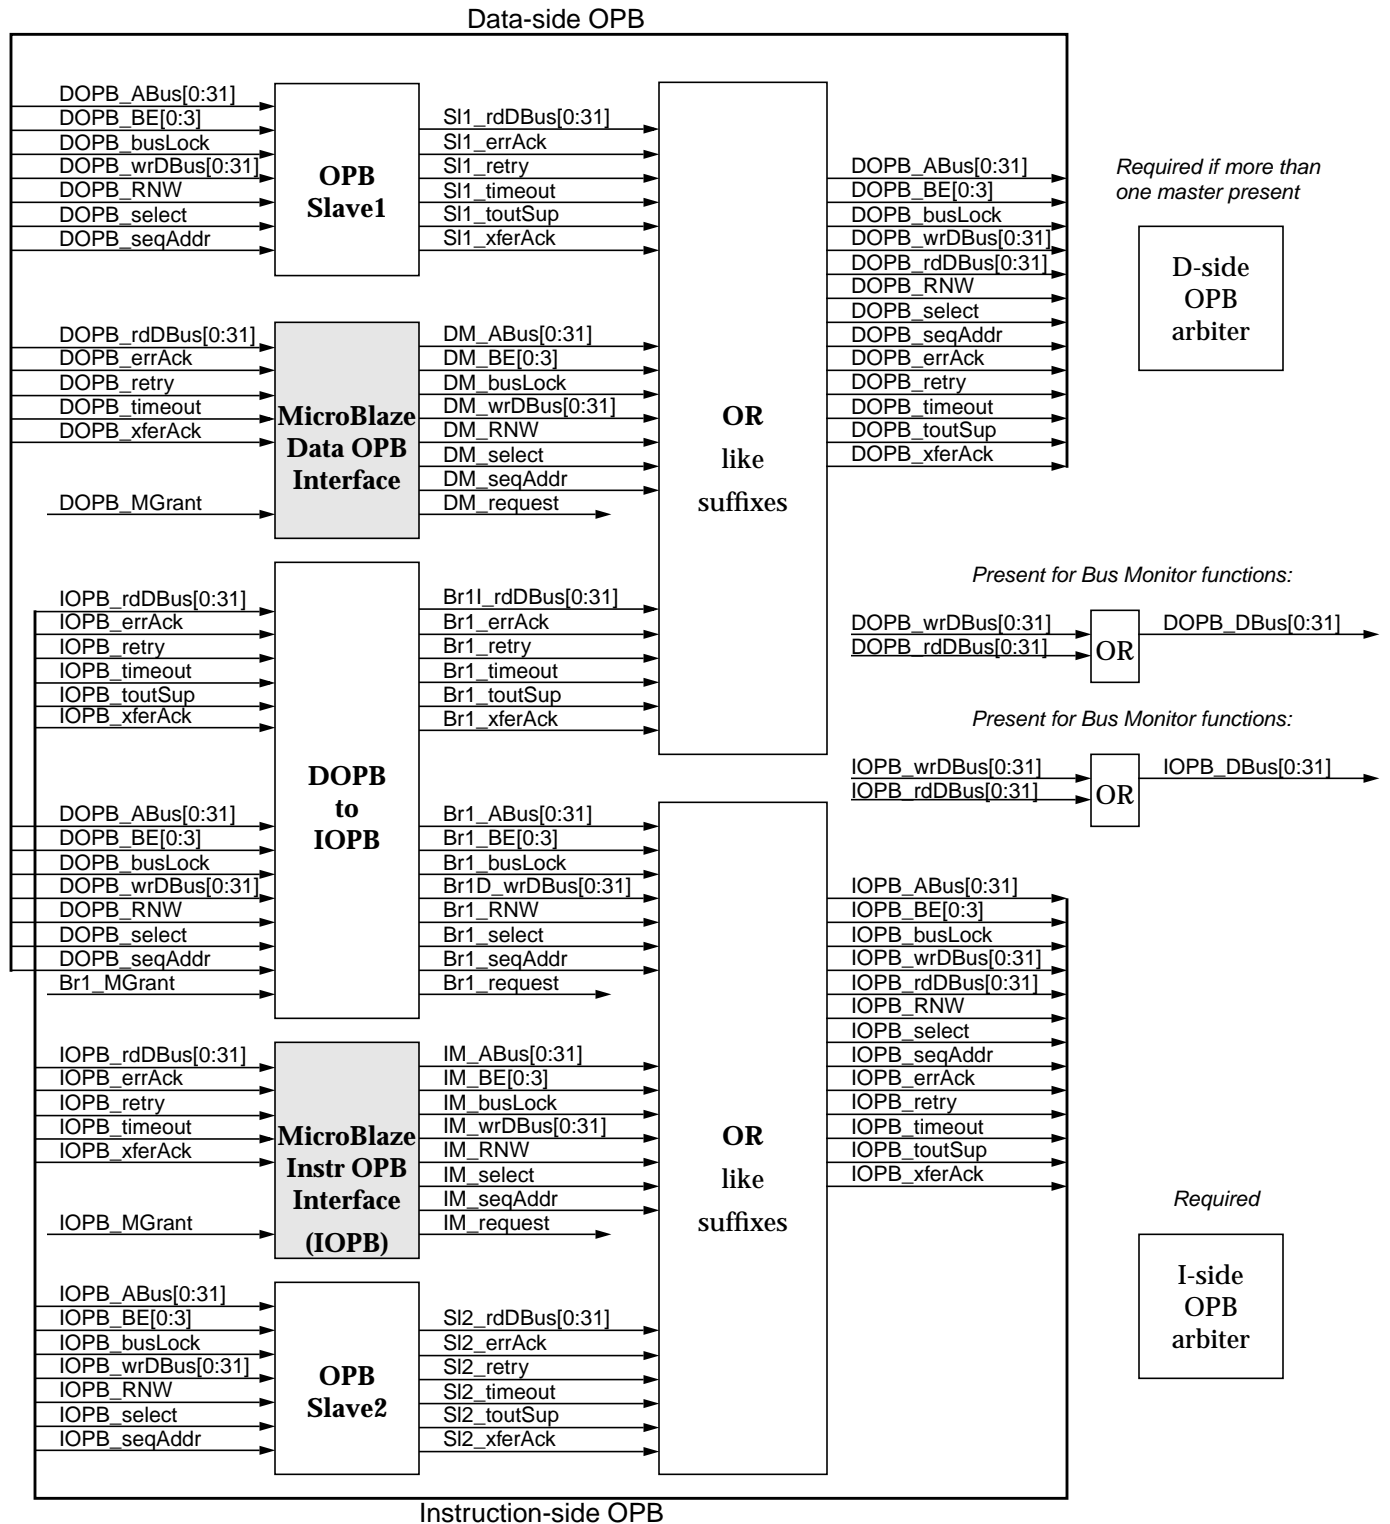 Data-side OPB
DOPB_ABus[0:31]
DOPB_BE[0:3]
DOPB_busLock
DOPB_wrDBus[0:31]
DOPB_RNW
DOPB_select
DOPB_seqAddr
OPB
Slave1
Sl1_rdDBus[0:31]
Sl1_errAck
Sl1_retry
Sl1_timeout
Sl1_toutSup
Sl1_xferAck
DOPB_rdDBus[0:31]
DOPB_errAck
DOPB_retry
DOPB_timeout
DOPB_xferAck
DOPB_MGrant
MicroBlaze
Data OPB
Interface
DM_ABus[0:31]
DM_BE[0:3]
DM_busLock
DM_wrDBus[0:31]
DM_RNW
DM_select
DM_seqAddr
DM_request
OR
like
suffixes
DOPB_ABus[0:31]
DOPB_BE[0:3]
DOPB_busLock
DOPB_wrDBus[0:31]
DOPB_rdDBus[0:31]
DOPB_RNW
DOPB_select
DOPB_seqAddr
DOPB_errAck
DOPB_retry
DOPB_timeout
DOPB_toutSup
DOPB_xferAck
Required if more than
one master present
D-side
OPB
arbiter
IOPB_rdDBus[0:31]
IOPB_errAck
IOPB_retry
IOPB_timeout
IOPB_toutSup
IOPB_xferAck
DOPB_ABus[0:31]
DOPB_BE[0:3]
DOPB_busLock
DOPB_wrDBus[0:31]
DOPB_RNW
DOPB_select
DOPB_seqAddr
Br1_MGrant
DOPB
to
IOPB
Br1I_rdDBus[0:31]
Br1_errAck
Br1_retry
Br1_timeout
Br1_toutSup
Br1_xferAck
Br1_ABus[0:31]
Br1_BE[0:3]
Br1_busLock
Br1D_wrDBus[0:31]
Br1_RNW
Br1_select
Br1_seqAddr
Br1_request
Present for Bus Monitor functions:
DOPB_wrDBus[0:31]
DOPB_rdDBus[0:31]
OR
DOPB_DBus[0:31]
Present for Bus Monitor functions:
IOPB_wrDBus[0:31]
IOPB_rdDBus[0:31]
OR
IOPB_DBus[0:31]
IOPB_rdDBus[0:31]
IOPB_errAck
IOPB_retry
IOPB_timeout
IOPB_xferAck
IOPB_MGrant
MicroBlaze
Instr OPB
Interface
(IOPB)
IM_ABus[0:31]
IM_BE[0:3]
IM_busLock
IM_wrDBus[0:31]
IM_RNW
IM_select
IM_seqAddr
IM_request
OR
like
suffixes
IOPB_ABus[0:31]
IOPB_BE[0:3]
IOPB_busLock
IOPB_wrDBus[0:31]
IOPB_rdDBus[0:31]
IOPB_RNW
IOPB_select
IOPB_seqAddr
IOPB_errAck
IOPB_retry
IOPB_timeout
IOPB_toutSup
IOPB_xferAck
Required
I-side
OPB
arbiter
IOPB_ABus[0:31]
IOPB_BE[0:3]
IOPB_busLock
IOPB_wrDBus[0:31]
IOPB_RNW
IOPB_select
IOPB_seqAddr
OPB
Slave2
Sl2_rdDBus[0:31]
Sl2_errAck
Sl2_retry
Sl2_timeout
Sl2_toutSup
Sl2_xferAck
Instruction-side OPB